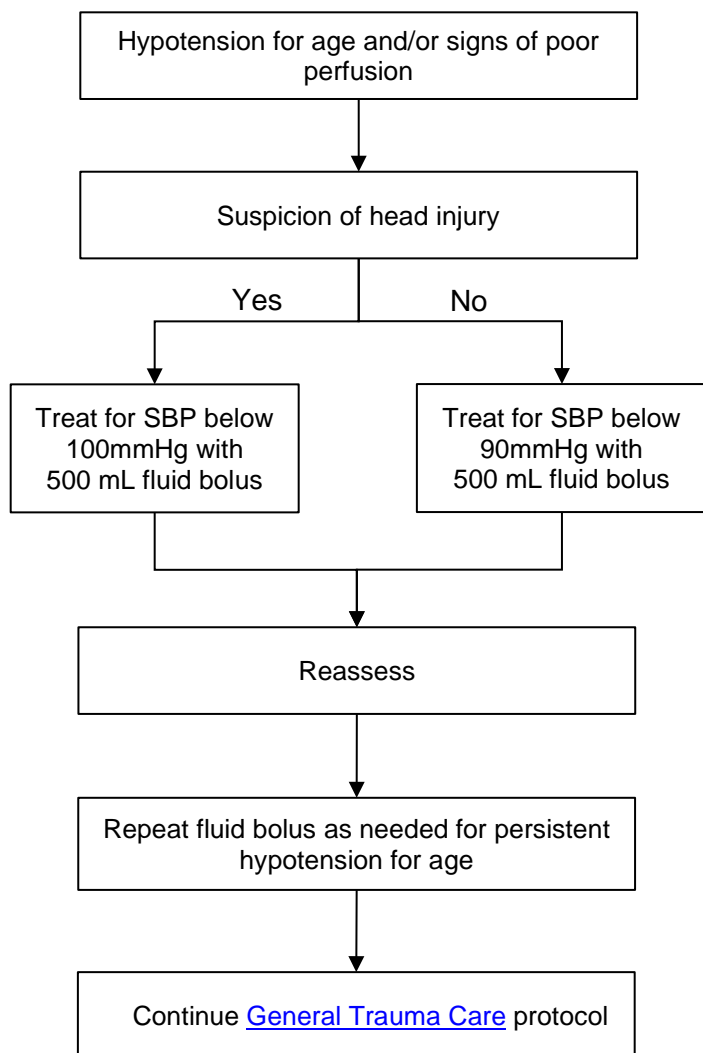 Hypotension for age and/or signs of poor
perfusion
Suspicion of head injury
Yes
No
Treat for SBP below
100mmHg with
500 mL fluid bolus
Treat for SBP below
90mmHg with
500 mL fluid bolus
Reassess
Repeat fluid bolus as needed for persistent
hypotension for age
Continue General Trauma Care protocol